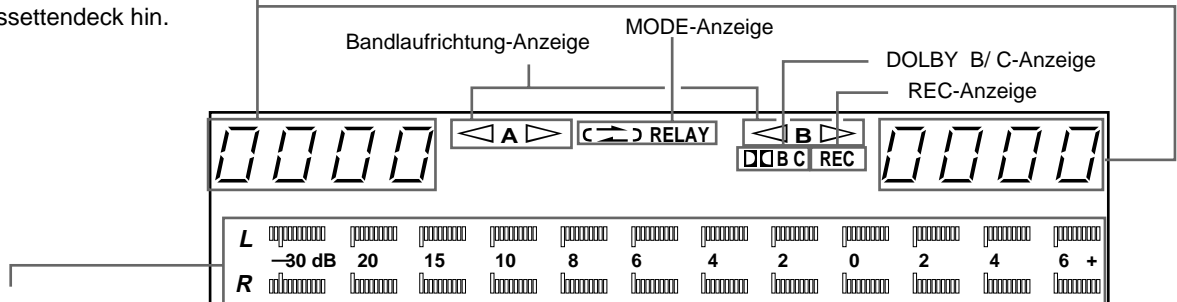 ssettendeck hin.
MODE-Anzeige
Bandlaufrichtung-Anzeige
DOLBY B/ C-Anzeige
REC-Anzeige
0000 ◁ A ▷ RELAY ◁ B ▷ 0000
B C REC
L
—30 dB 20 15 10 8 6 4 2 0 2 4 6 +
R